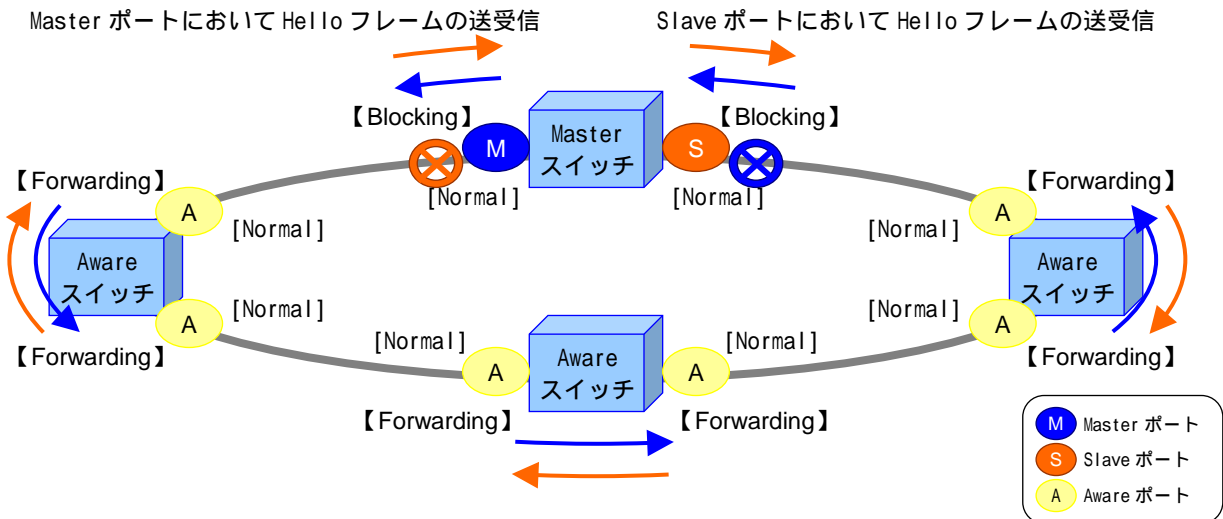 Master ポートにおいて Hello フレームの送受信
Slave ポートにおいて Hello フレームの送受信
【Blocking】
【Blocking】
M
Master
スイッチ
S
[Normal]
[Normal]
【Forwarding】
【Forwarding】
A
[Normal]
[Normal]
A
Aware
スイッチ
Aware
スイッチ
A
[Normal]
[Normal]
A
【Forwarding】
【Forwarding】
[Normal]
[Normal]
A
Aware
スイッチ
A
【Forwarding】
【Forwarding】
M Master ポート
S Slave ポート
A Aware ポート